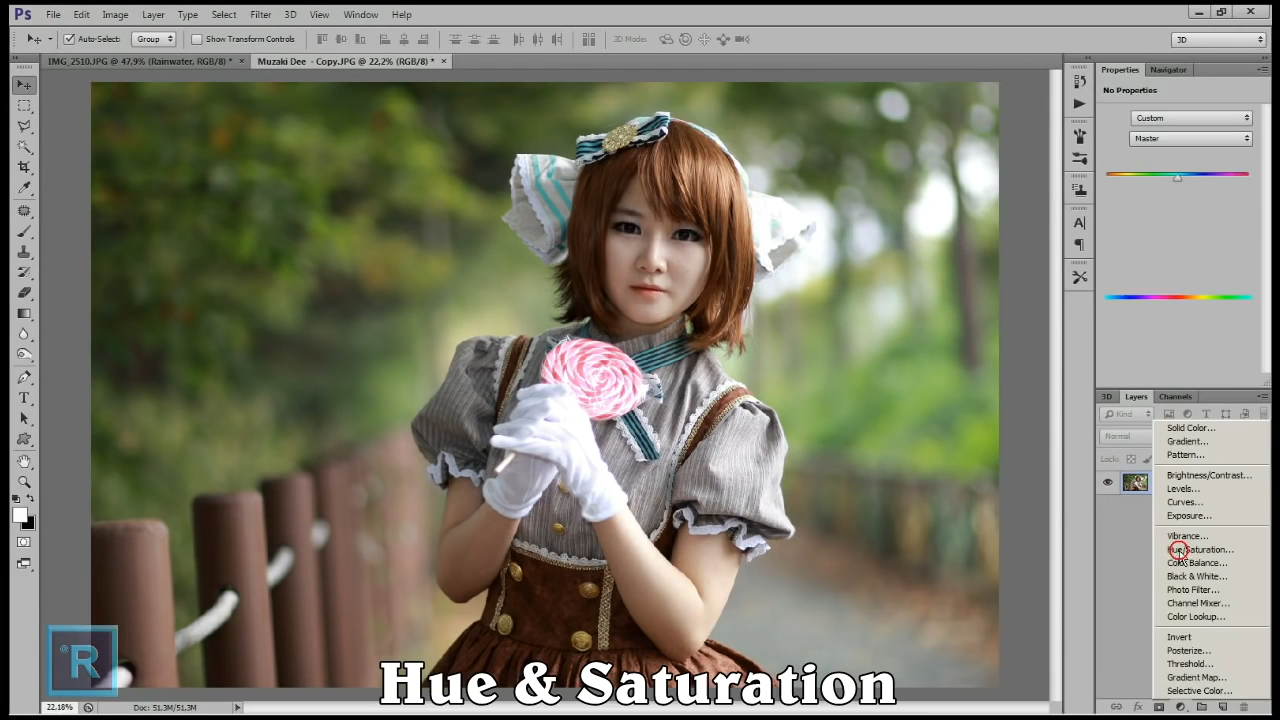 Ps File Edit Image Layer Type Select Filter 3D View Window Help
Auto-Select: Group Show Transform Controls 3D Mode: 3D
IMG_2510.JPG @ 47,9% (Rainwater, RGB/8) * × Muzaki Dee - Copy.JPG @ 22,2% (RGB/8) * ×
Properties Navigator
No Properties
Custom
Master
3D Layers Channels
Kind
Normal
Lock:
Solid Color...
Gradient...
Pattern...
Brightness/Contrast...
Levels...
Curves...
Exposure...
Vibrance...
Hue/Saturation...
Color Balance...
Black & White...
Photo Filter...
Channel Mixer...
Color Lookup...
Invert
Posterize...
Threshold...
Gradient Map...
Selective Color...
@R
Hue & Saturation
22,18% Doc: 51,3M/51,3M